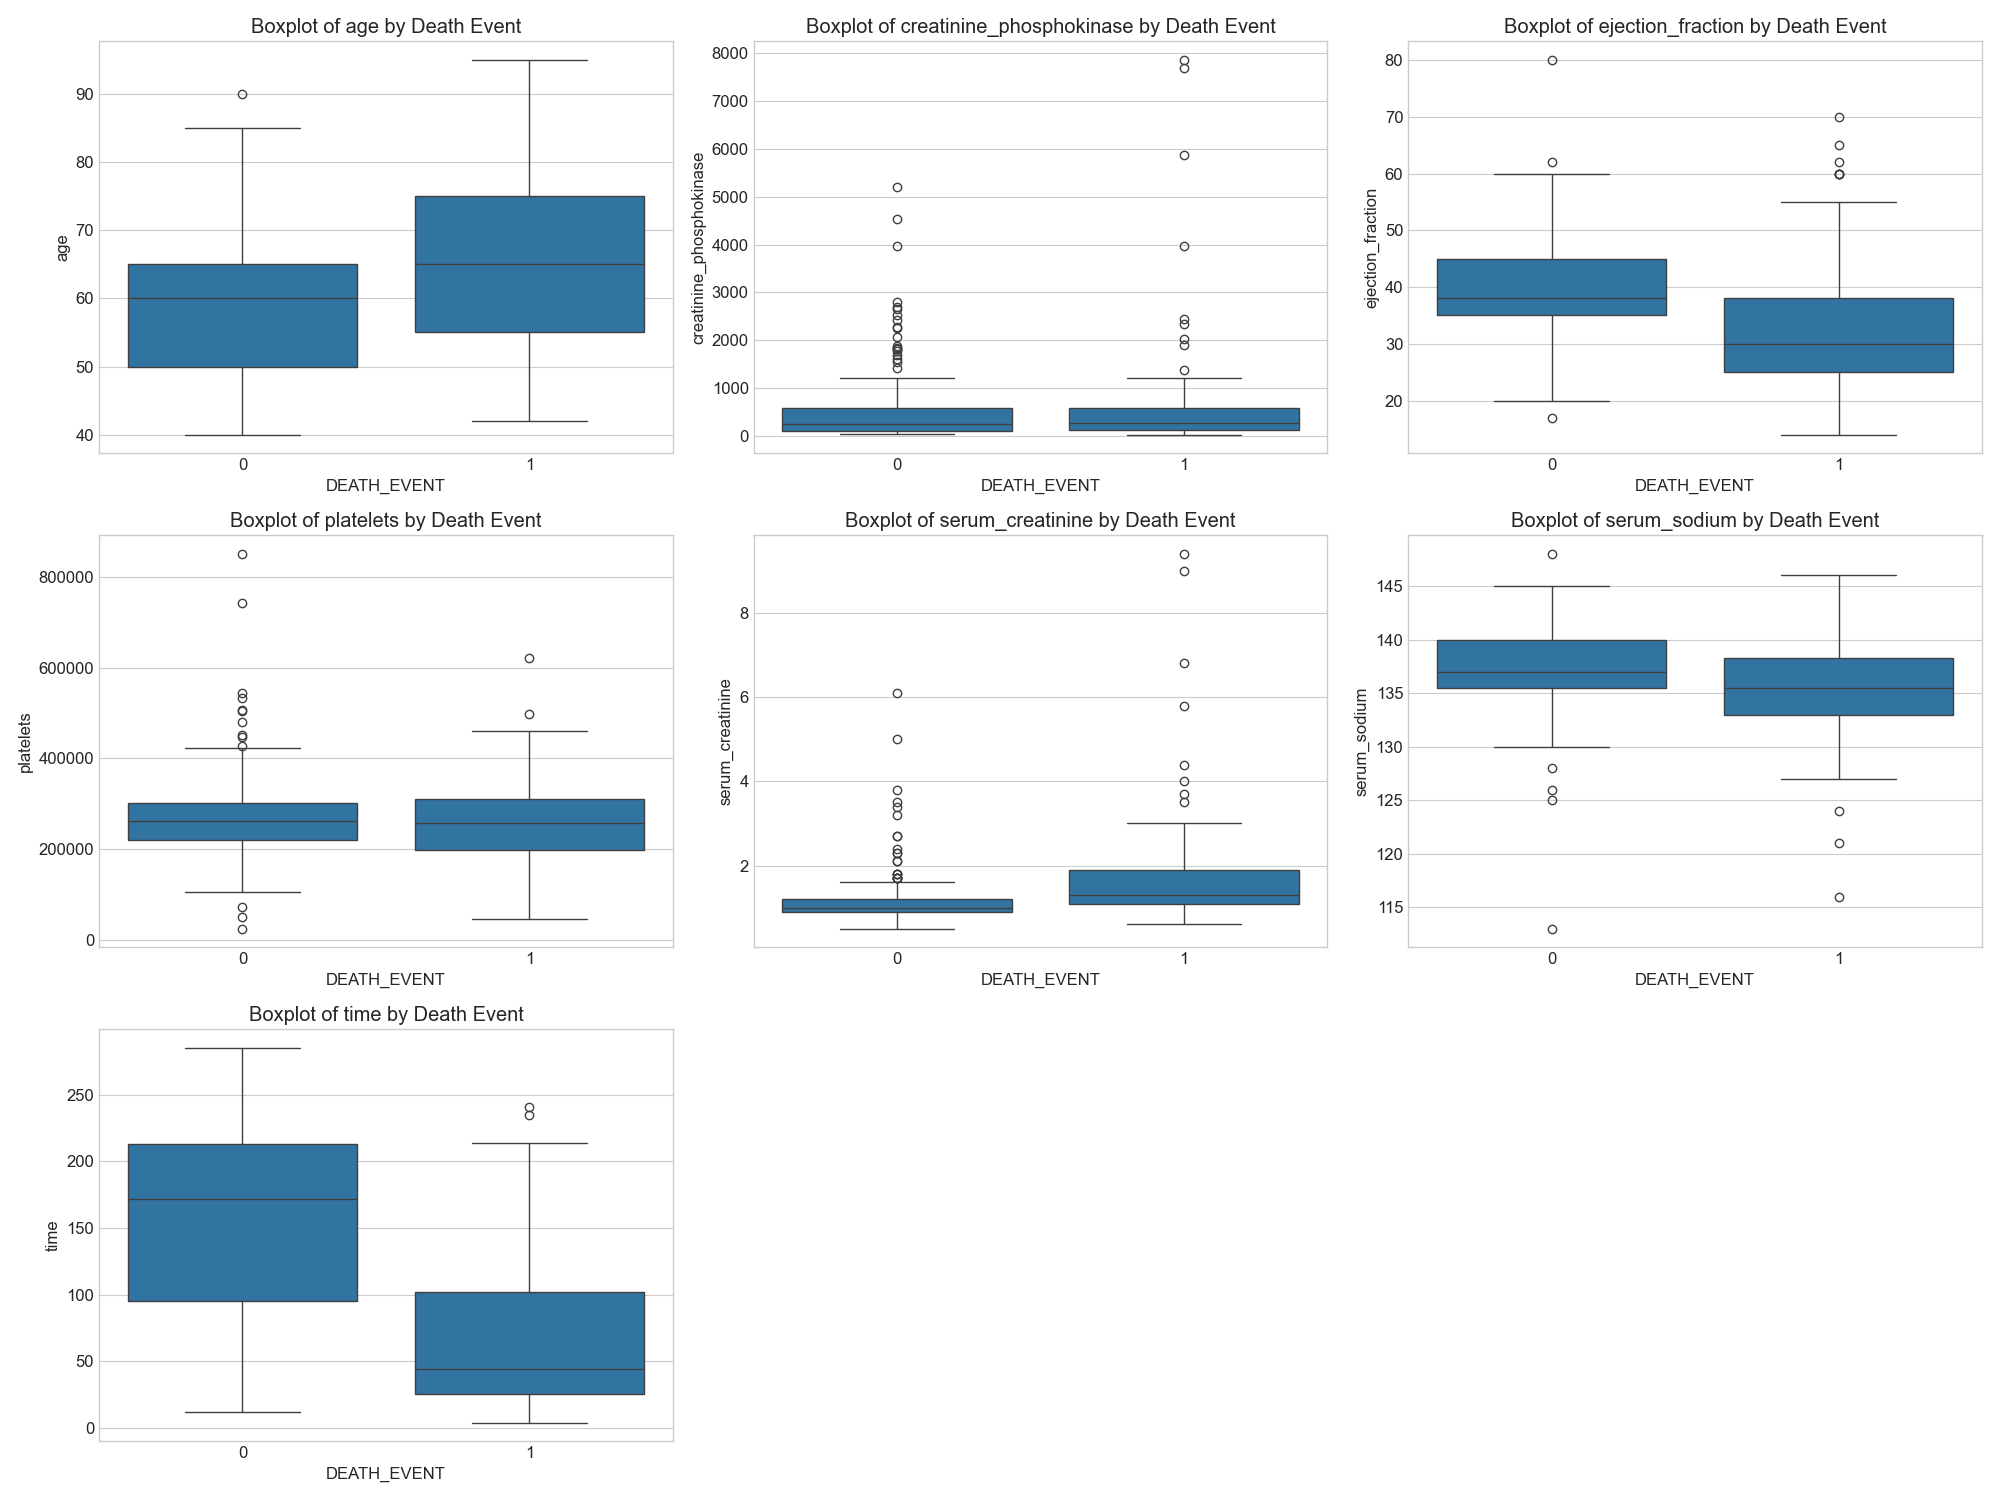 Boxplot of age by Death Event
90
80
70
60
50
40
age
0 1
DEATH_EVENT
Boxplot of creatinine_phosphokinase by Death Event
8000
7000
6000
5000
4000
3000
2000
1000
0
creatinine_phosphokinase
0 1
DEATH_EVENT
Boxplot of ejection_fraction by Death Event
80
70
60
50
40
30
20
ejection_fraction
0 1
DEATH_EVENT
Boxplot of platelets by Death Event
800000
600000
400000
200000
0
platelets
0 1
DEATH_EVENT
Boxplot of serum_creatinine by Death Event
8
6
4
2
serum_creatinine
0 1
DEATH_EVENT
Boxplot of serum_sodium by Death Event
145
140
135
130
125
120
115
serum_sodium
0 1
DEATH_EVENT
Boxplot of time by Death Event
250
200
150
100
50
0
time
0 1
DEATH_EVENT